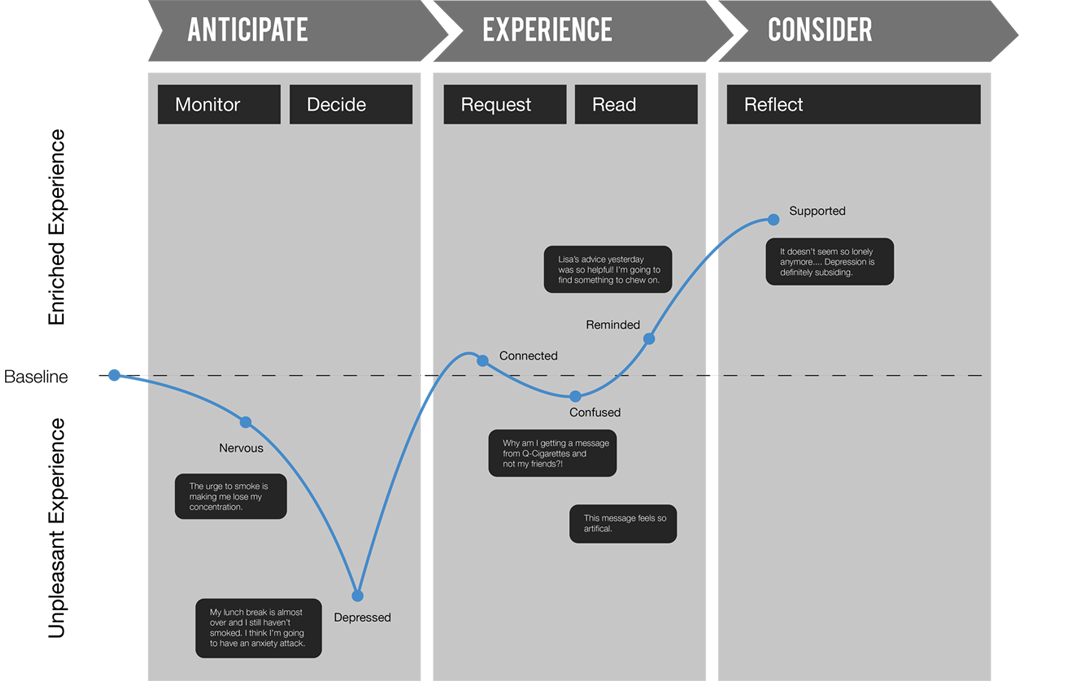 ANTICIPATE
EXPERIENCE
CONSIDER
Monitor
Decide
Request
Read
Reflect
Enriched Experience
Baseline
Unpleasant Experience
Nervous
The urge to smoke is
making me lose my
concentration.
Depressed
My lunch break is almost
over and I still haven't
smoked. I think I'm going
to have an anxiety attack.
Connected
Confused
Why am I getting a message
from Q-Cigarettes and
not my friends?!
This message feels so
artifical.
Reminded
Lisa's advice yesterday
was so helpful! I'm going to
find something to chew on.
Supported
It doesn't seem so lonely
anymore.... Depression is
definitely subsiding.